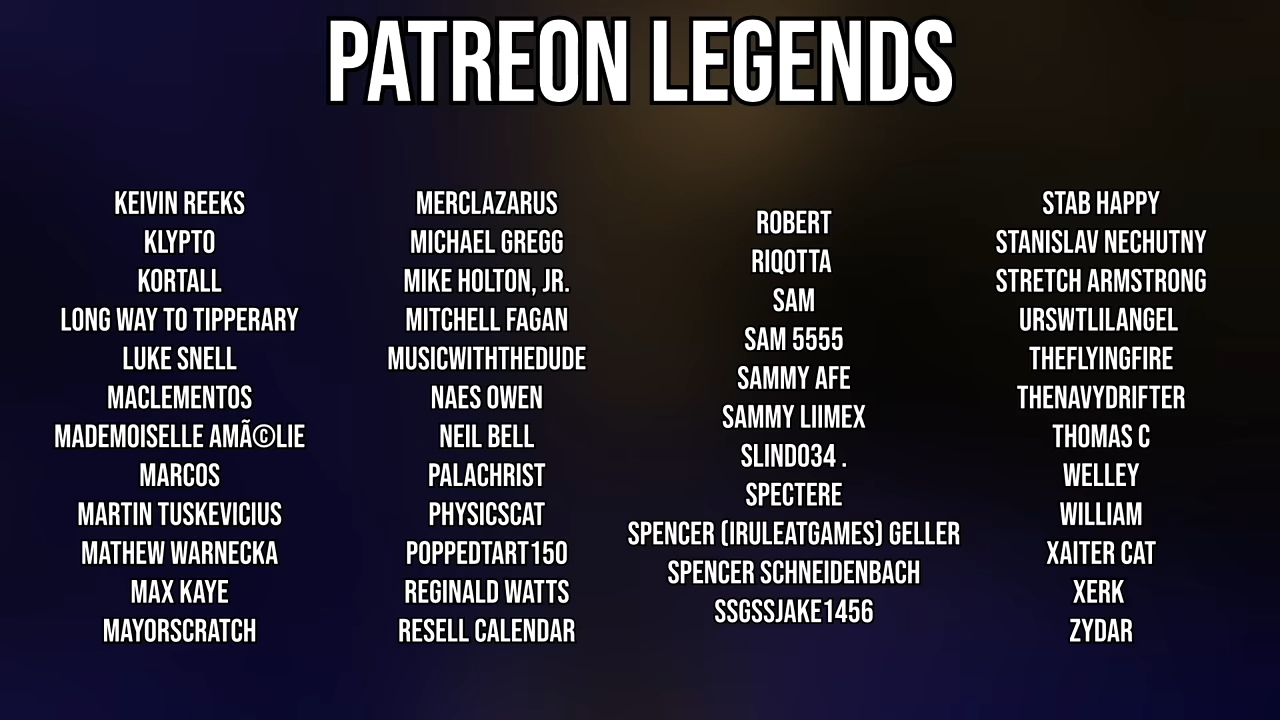 PATREON LEGENDS
KEIVIN REEKS
KLYPTO
KORTALL
LONG WAY TO TIPPERARY
LUKE SNELL
MACLEMENTOS
MADEMOISELLE AMÃ©LIE
MARCOS
MARTIN TUSKEVICIUS
MATHEW WARNECKA
MAX KAYE
MAYORSCRATCH
MERCLAZARUS
MICHAEL GREGG
MIKE HOLTON, JR.
MITCHELL FAGAN
MUSICWITHTHEDUDE
NAES OWEN
NEIL BELL
PALACHRIST
PHYSICSCAT
POPPEDTART150
REGINALD WATTS
RESELL CALENDAR
ROBERT
RIQOTTA
SAM
SAM 5555
SAMMY AFE
SAMMY LIIMEX
SLINDO34 .
SPECTERE
SPENCER (IRULEATGAMES) GELLER
SPENCER SCHNEIDENBACH
SSGSSJAKE1456
STAB HAPPY
STANISLAV NECHUTNY
STRETCH ARMSTRONG
URSWTLILANGEL
THEFLYINGFIRE
THENAVYDRIFTER
THOMAS C
WELLEY
WILLIAM
XAITER CAT
XERK
ZYDAR